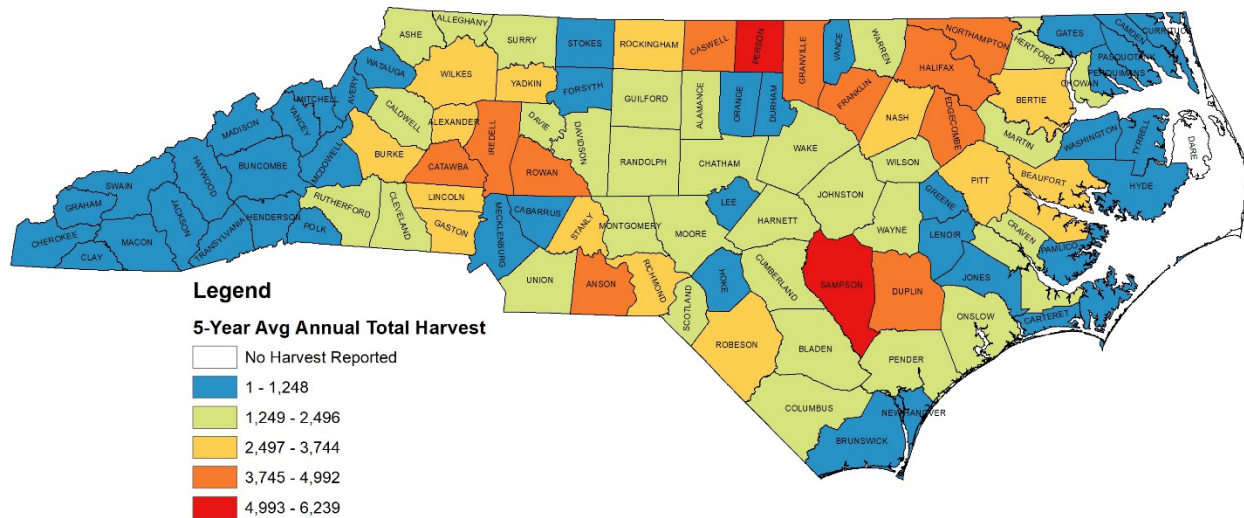 ALLEGHANY
ASHE
SURRY
STOKES
ROCKINGHAM
CASWELL
PERSON
GRANVILLE
VANCE
WARREN
NORTHAMPTON
HERTFORD
GATES
CAMDEN
CURRITUCK
PASQUOTANK
PERQUIMANS
CHOWAN
HALIFAX
BERTIE
WATAUGA
WILKES
YADKIN
FORSYTH
GUILFORD
ALAMANCE
ORANGE
DURHAM
FRANKLIN
NASH
EDGECOMBE
MARTIN
WASHINGTON
TYRRELL
DARE
AVERY
MITCHELL
YANCEY
MADISON
CALDWELL
ALEXANDER
IREDELL
DAVIE
DAVIDSON
RANDOLPH
CHATHAM
WAKE
WILSON
PITT
BEAUFORT
HYDE
BURKE
CATAWBA
ROWAN
MCDOWELL
BUNCOMBE
HAYWOOD
SWAIN
GRAHAM
CHEROKEE
CLAY
MACON
JACKSON
TRANSYLVANIA
HENDERSON
POLK
RUTHERFORD
CLEVELAND
LINCOLN
GASTON
MECKLENBURG
CABARRUS
STANLY
MONTGOMERY
MOORE
LEE
HARNETT
JOHNSTON
WAYNE
GREENE
LENOIR
CRAVEN
PAMLICO
JONES
CARTERET
UNION
ANSON
RICHMOND
SCOTLAND
HOKE
CUMBERLAND
SAMPSON
DUPLIN
ONSLOW
ROBESON
BLADEN
PENDER
COLUMBUS
NEW HANOVER
BRUNSWICK
Legend
5-Year Avg Annual Total Harvest
No Harvest Reported
1 - 1,248
1,249 - 2,496
2,497 - 3,744
3,745 - 4,992
4,993 - 6,239